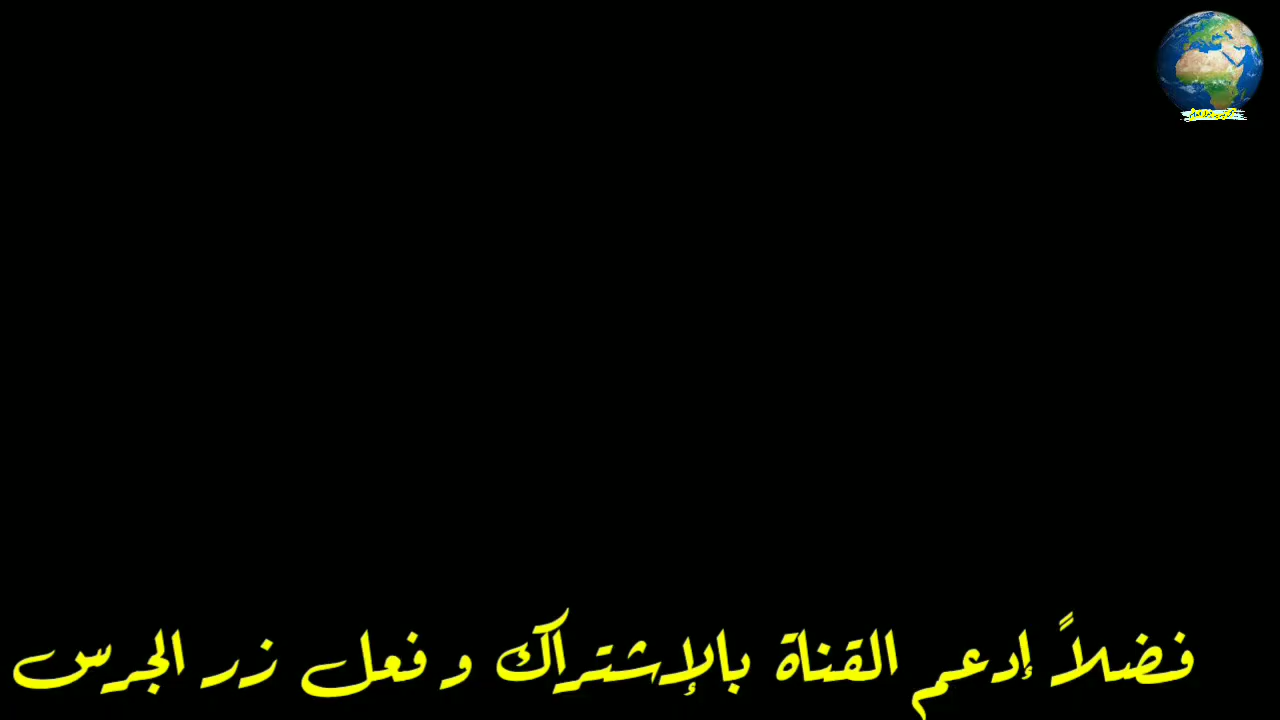 فضلاً إدعم القناة بالإشتراك و فعل زر الجرس